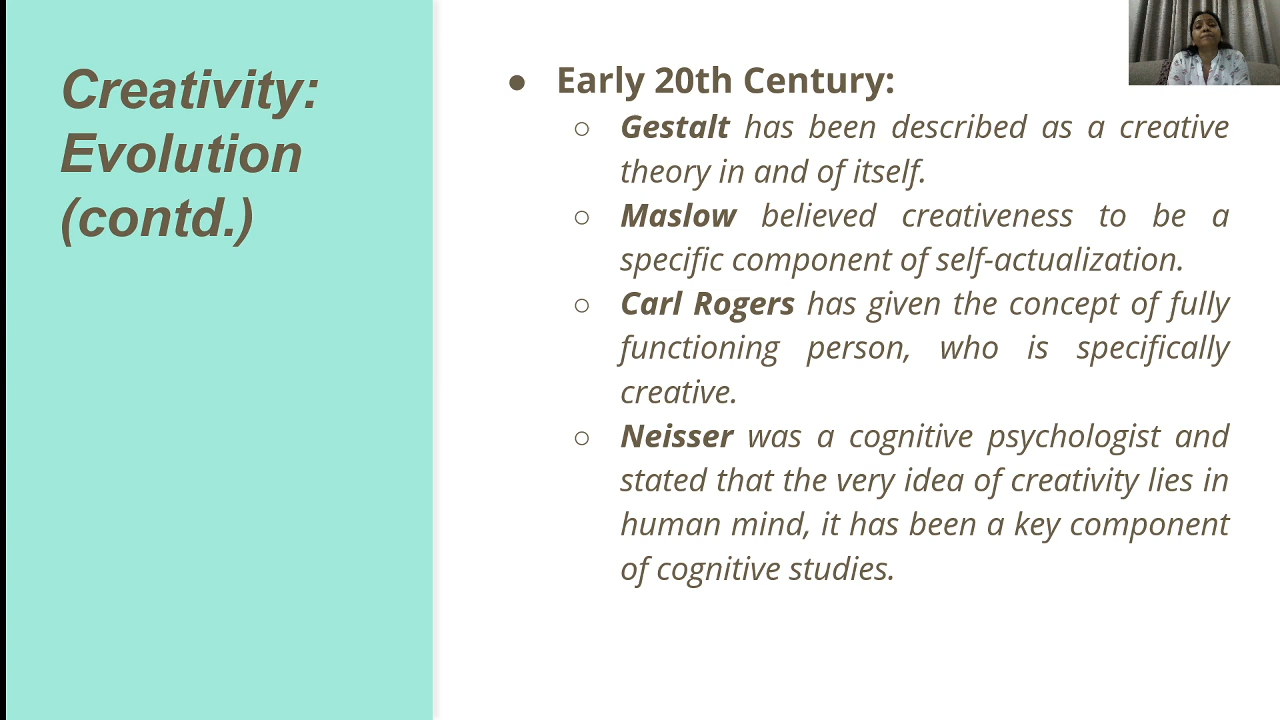 Creativity:
Evolution
(contd.)
● Early 20th Century:
○ Gestalt has been described as a creative
theory in and of itself.
○ Maslow believed creativeness to be a
specific component of self-actualization.
○ Carl Rogers has given the concept of fully
functioning person, who is specifically
creative.
○ Neisser was a cognitive psychologist and
stated that the very idea of creativity lies in
human mind, it has been a key component
of cognitive studies.